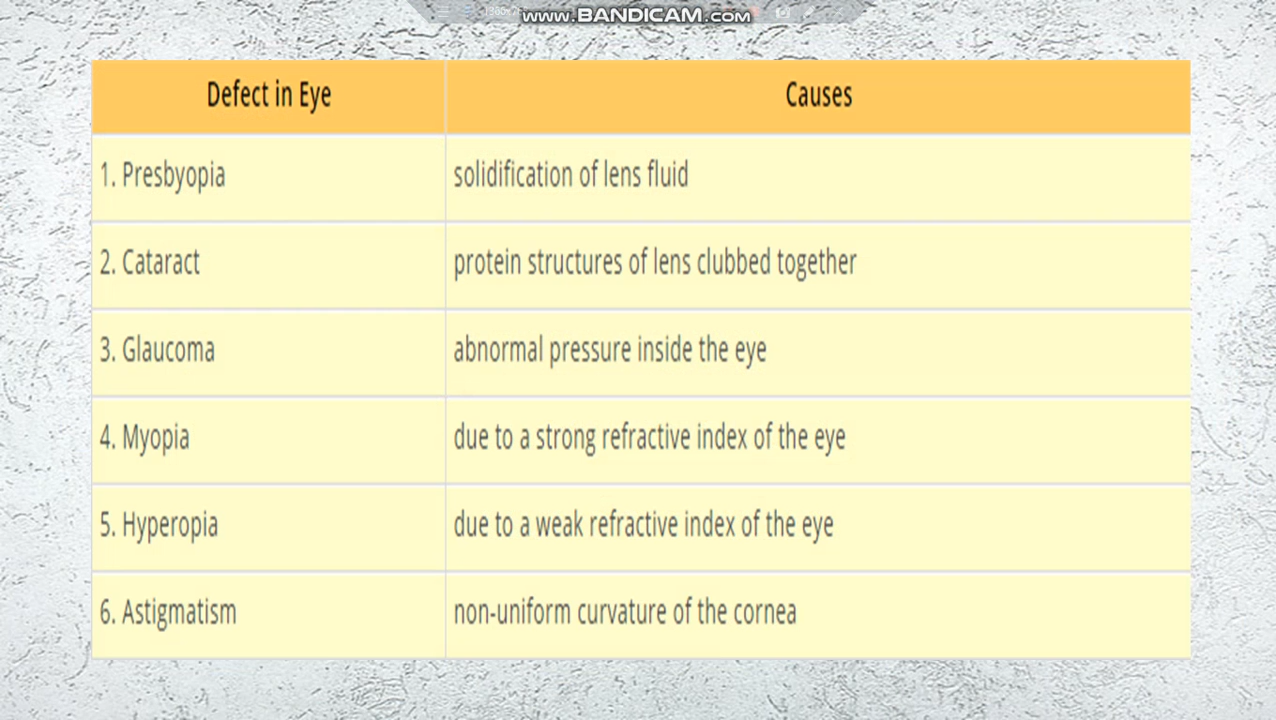 www.BANDICAM.com
Defect in Eye
Causes
1. Presbyopia
solidification of lens fluid
2. Cataract
protein structures of lens clubbed together
3. Glaucoma
abnormal pressure inside the eye
4. Myopia
due to a strong refractive index of the eye
5. Hyperopia
due to a weak refractive index of the eye
6. Astigmatism
non-uniform curvature of the cornea